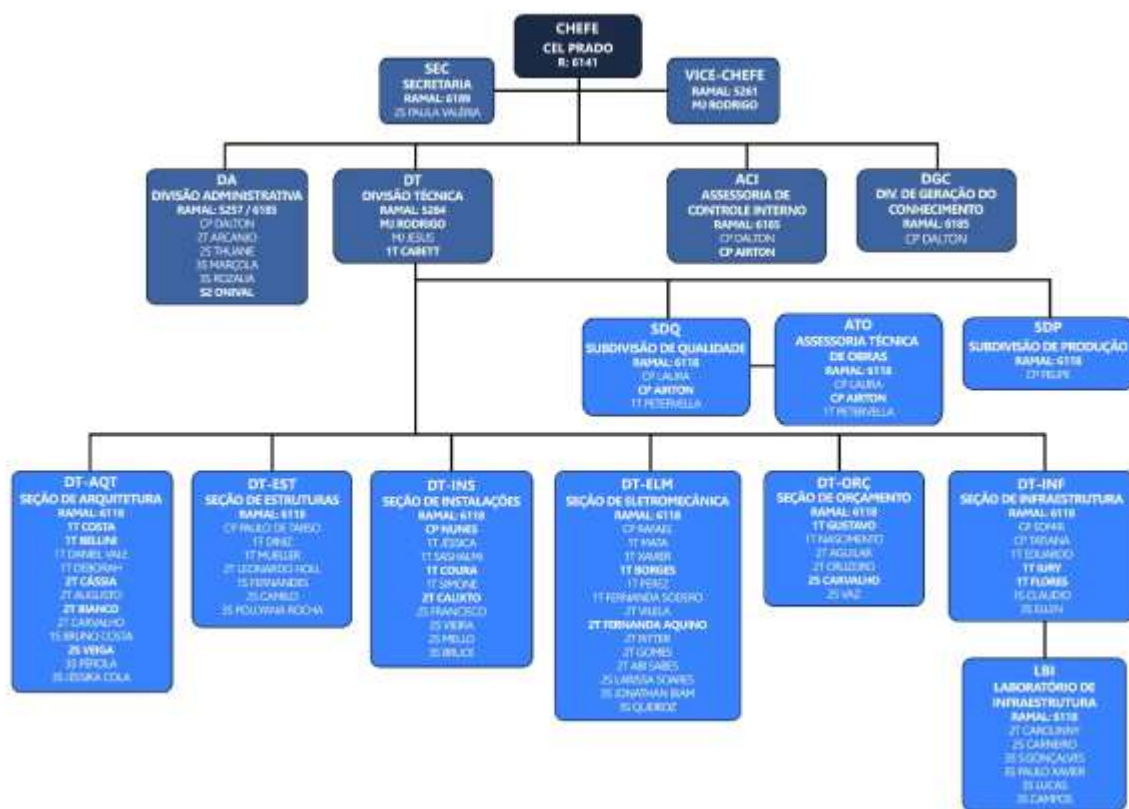 CHEFE
CEL PRADO
R: 6141
SEC
SECRETARIA
RAMAL: 6189
2S PAULA VALÉRIA
VICE-CHEFE
RAMAL: 5261
MJ RODRIGO
DA
DIVISÃO ADMINISTRATIVA
RAMAL: 5257 / 6185
CP DALTON
2T ARCANJO
2S THUANE
3S MARÇOLA
3S ROZALIA
S2 ONIVAL
DT
DIVISÃO TÉCNICA
RAMAL: 5264
MJ RODRIGO
MJ JESUS
1T CABETT
ACI
ASSESSORIA DE
CONTROLE INTERNO
RAMAL: 6165
CP DALTON
CP AIRTON
DGC
DIV. DE GERAÇÃO DO
CONHECIMENTO
RAMAL: 6185
CP DALTON
SDQ
SUBDIVISÃO DE QUALIDADE
RAMAL: 6118
CP LAURA
CP AIRTON
1T PETERVELLA
ATO
ASSESSORIA TÉCNICA
DE OBRAS
RAMAL: 6118
CP LAURA
CP AIRTON
1T PETERVELLA
SDP
SUBDIVISÃO DE PRODUÇÃO
RAMAL: 6118
CP FELIPE
DT-AQT
SEÇÃO DE ARQUITETURA
RAMAL: 6118
1T COSTA
1T BELLINI
1T DANIEL VALE
1T DEBORAH
2T CÁSSIA
2T AUGUSTO
2T BIANCO
2T CARVALHO
1S BRUNO COSTA
2S VEIGA
3S PÉROLA
3S JÉSSIKA COLA
DT-EST
SEÇÃO DE ESTRUTURAS
RAMAL: 6118
CP PAULO DE TARSO
1T DINIZ
1T MUELLER
2T LEONARDO HOLL
1S FERNANDES
2S CAMILO
3S POLLYANA ROCHA
DT-INS
SEÇÃO DE INSTALAÇÕES
RAMAL: 6118
CP NUNES
1T JÉSSICA
1T SASHALMI
1T COURA
1T SIMONE
2T CALIXTO
2S FRANCISCO
2S VIEIRA
2S MELLO
3S BRUCE
DT-ELM
SEÇÃO DE ELETROMECÂNICA
RAMAL: 6118
CP RAFAEL
1T MATA
1T XAVIER
1T BORGES
1T PEREZ
1T FERNANDA SODERO
2T VILELA
2T FERNANDA AQUINO
2T RITTER
2T GOMES
2T ABI SABES
2S LARISSA SOARES
3S JONATHAN BIAM
3S QUEIROZ
DT-ORÇ
SEÇÃO DE ORÇAMENTO
RAMAL: 6118
1T GUSTAVO
1T NASCIMENTO
2T AGUILAR
2T CRUZEIRO
2S CARVALHO
2S VAZ
DT-INF
SEÇÃO DE INFRAESTRUTURA
RAMAL: 6118
CP
CP TATIANA
1T EDUARDO
1T IURY
1T FLORES
1S CLAUDIO
3S ELLEN
LBI
LABORATÓRIO DE
INFRAESTRUTURA
RAMAL: 6118
2T CAROLINNY
2S CARNEIRO
3S S.GONÇALVES
3S PAULO XAVIER
3S LUCAS
3S CAMPOS